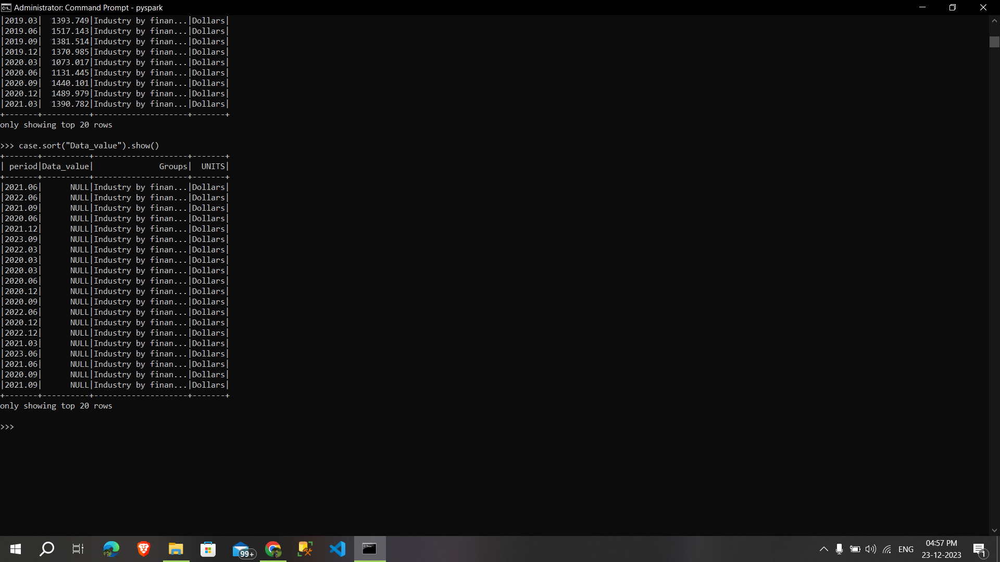 Administrator: Command Prompt - pyspark
|2019.03|  1393.749|Industry by finan...|Dollars|
|2019.06|  1517.143|Industry by finan...|Dollars|
|2019.09|  1381.514|Industry by finan...|Dollars|
|2019.12|  1370.985|Industry by finan...|Dollars|
|2020.03|  1073.017|Industry by finan...|Dollars|
|2020.06|  1131.445|Industry by finan...|Dollars|
|2020.09|  1440.101|Industry by finan...|Dollars|
|2020.12|  1489.979|Industry by finan...|Dollars|
|2021.03|  1390.782|Industry by finan...|Dollars|
+-------+----------+--------------------+-------+
only showing top 20 rows
>>> case.sort("Data_value").show()
+-------+----------+--------------------+-------+
| period|Data_value|              Groups|  UNITS|
+-------+----------+--------------------+-------+
|2021.06|      NULL|Industry by finan...|Dollars|
|2022.06|      NULL|Industry by finan...|Dollars|
|2021.09|      NULL|Industry by finan...|Dollars|
|2020.06|      NULL|Industry by finan...|Dollars|
|2021.12|      NULL|Industry by finan...|Dollars|
|2023.09|      NULL|Industry by finan...|Dollars|
|2022.03|      NULL|Industry by finan...|Dollars|
|2020.03|      NULL|Industry by finan...|Dollars|
|2020.03|      NULL|Industry by finan...|Dollars|
|2020.06|      NULL|Industry by finan...|Dollars|
|2020.12|      NULL|Industry by finan...|Dollars|
|2020.09|      NULL|Industry by finan...|Dollars|
|2022.06|      NULL|Industry by finan...|Dollars|
|2020.12|      NULL|Industry by finan...|Dollars|
|2022.12|      NULL|Industry by finan...|Dollars|
|2021.03|      NULL|Industry by finan...|Dollars|
|2023.06|      NULL|Industry by finan...|Dollars|
|2021.06|      NULL|Industry by finan...|Dollars|
|2020.09|      NULL|Industry by finan...|Dollars|
|2021.09|      NULL|Industry by finan...|Dollars|
+-------+----------+--------------------+-------+
only showing top 20 rows
>>>
99+
ENG
04:57 PM
23-12-2023
1